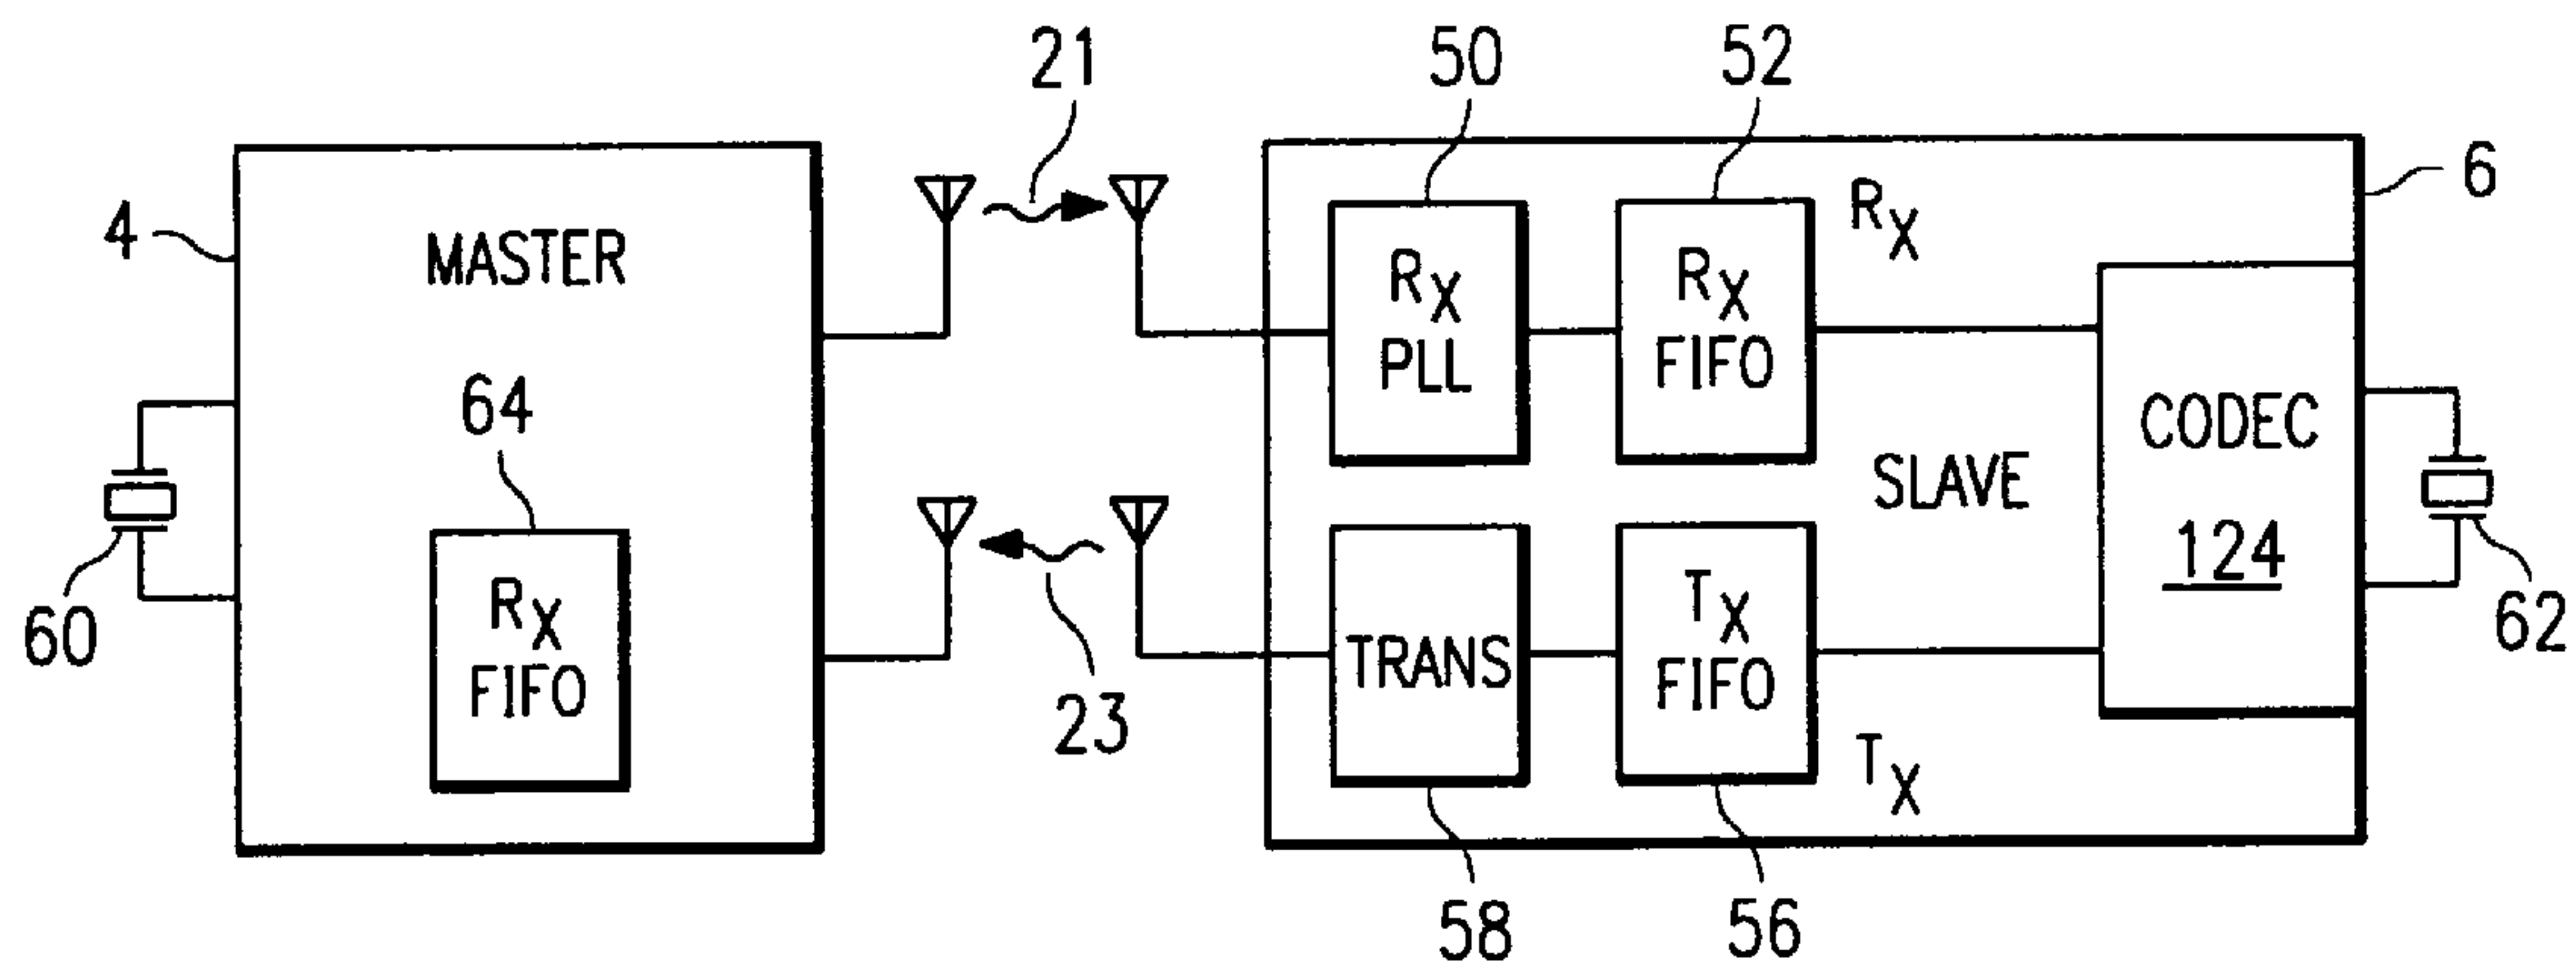 21
50
52
6
4
MASTER
RX
PLL
RX
FIFO
RX
64
CODEC
124
SLAVE
RX
FIFO
60
TRANS
TX
FIFO
62
23
TX
58
56